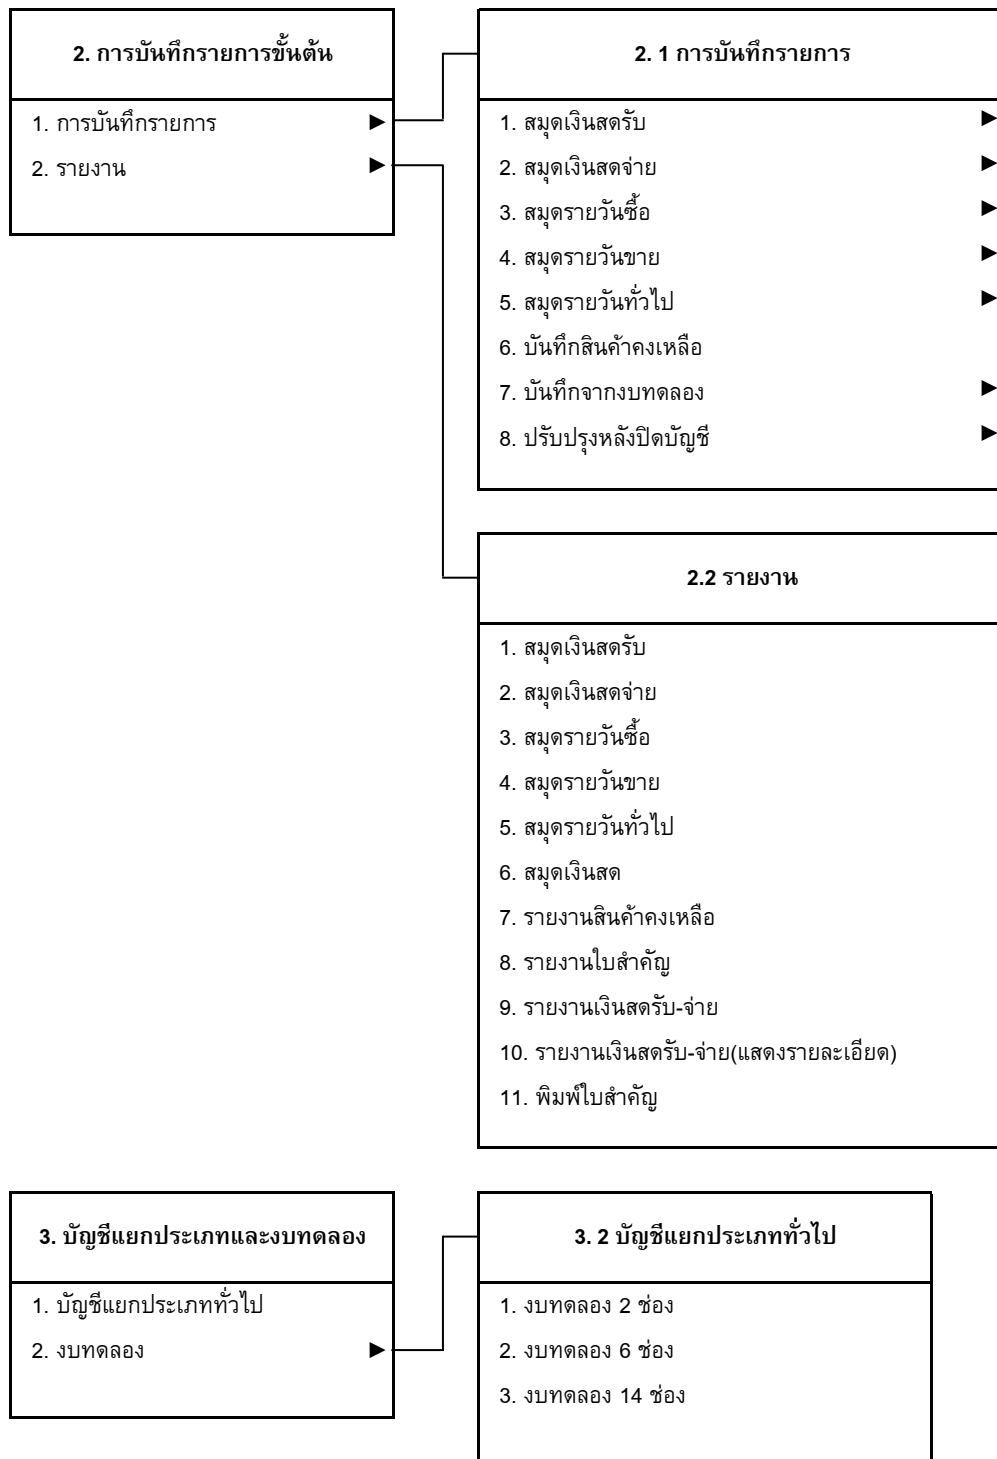 2. การบันทึกรายการขั้นต้น
1. การบันทึกรายการ ►
2. รายงาน ►
2. 1 การบันทึกรายการ
1. สมุดเงินสดรับ ►
2. สมุดเงินสดจ่าย ►
3. สมุดรายวันซื้อ ►
4. สมุดรายวันขาย ►
5. สมุดรายวันทั่วไป ►
6. บันทึกสินค้าคงเหลือ
7. บันทึกจากงบทดลอง ►
8. ปรับปรุงหลังปิดบัญชี ►
2.2 รายงาน
1. สมุดเงินสดรับ
2. สมุดเงินสดจ่าย
3. สมุดรายวันซื้อ
4. สมุดรายวันขาย
5. สมุดรายวันทั่วไป
6. สมุดเงินสด
7. รายงานสินค้าคงเหลือ
8. รายงานใบสำคัญ
9. รายงานเงินสดรับ-จ่าย
10. รายงานเงินสดรับ-จ่าย(แสดงรายละเอียด)
11. พิมพ์ใบสำคัญ
3. บัญชีแยกประเภทและงบทดลอง
1. บัญชีแยกประเภททั่วไป
2. งบทดลอง ►
3. 2 บัญชีแยกประเภททั่วไป
1. งบทดลอง 2 ช่อง
2. งบทดลอง 6 ช่อง
3. งบทดลอง 14 ช่อง